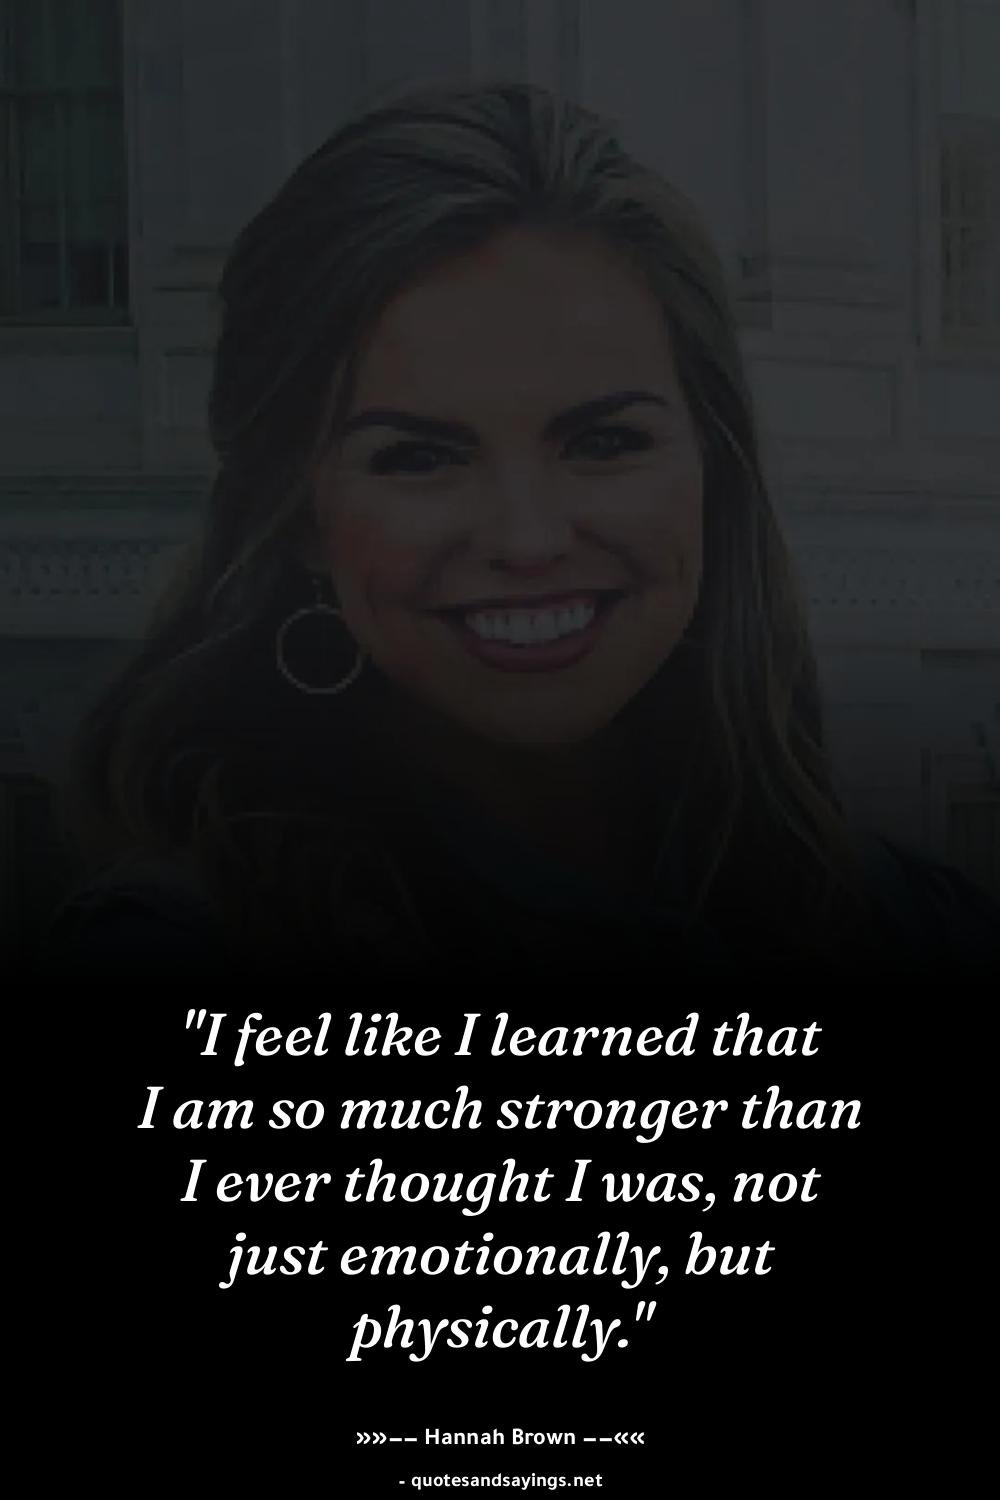 "I feel like I learned that
I am so much stronger than
I ever thought I was, not
just emotionally, but
physically."
»»–– Hannah Brown ––««
- quotesandsayings.net